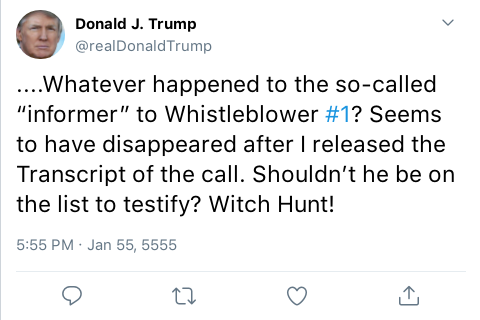 Donald J. Trump
@realDonaldTrump
....Whatever happened to the so-called
“informer” to Whistleblower #1? Seems
to have disappeared after I released the
Transcript of the call. Shouldn’t he be on
the list to testify? Witch Hunt!
5:55 PM · Jan 55, 5555